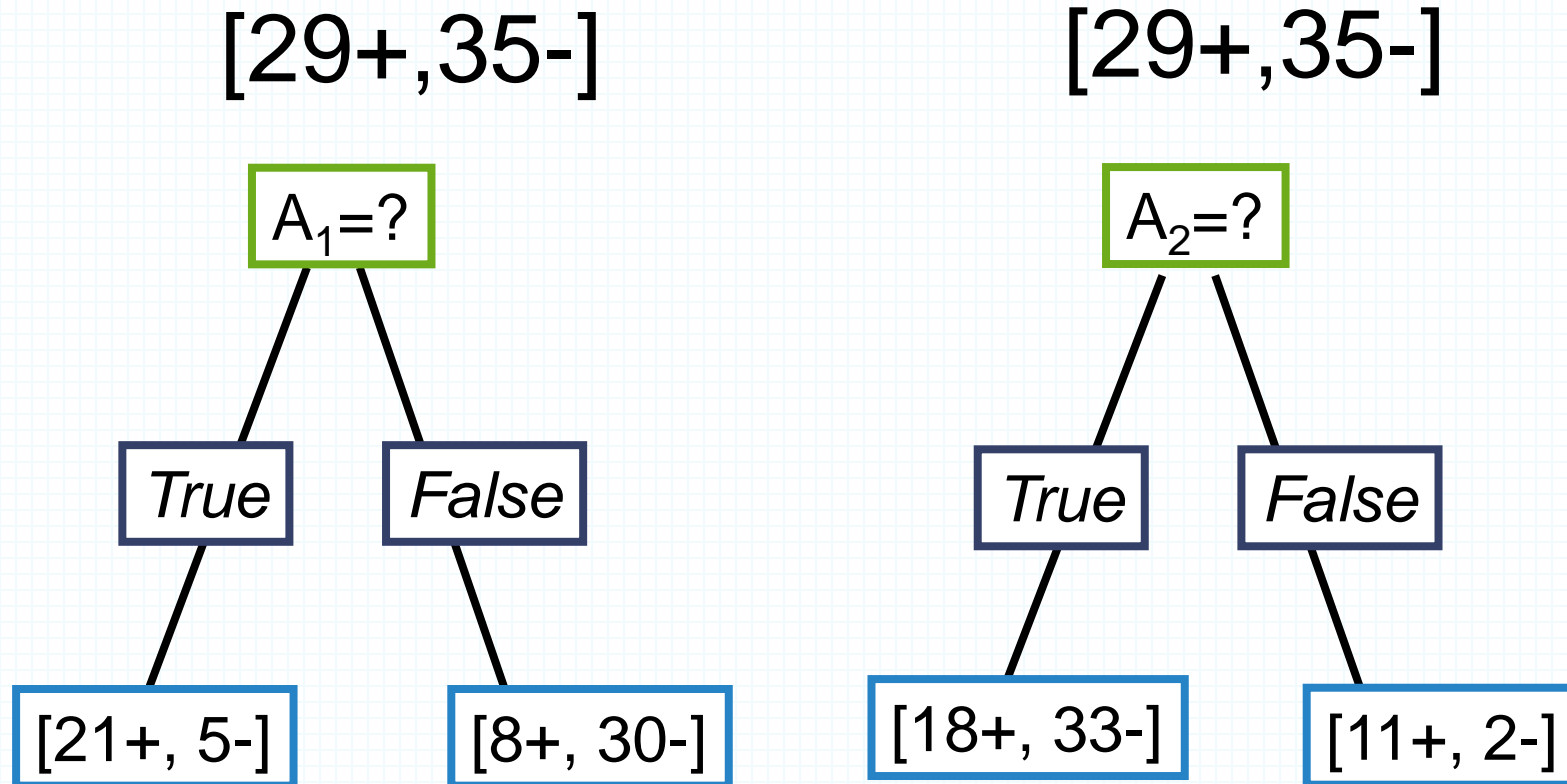 [29+,35-]
A₁=?
True
False
[21+, 5-]
[8+, 30-]
[29+,35-]
A₂=?
True
False
[18+, 33-]
[11+, 2-]